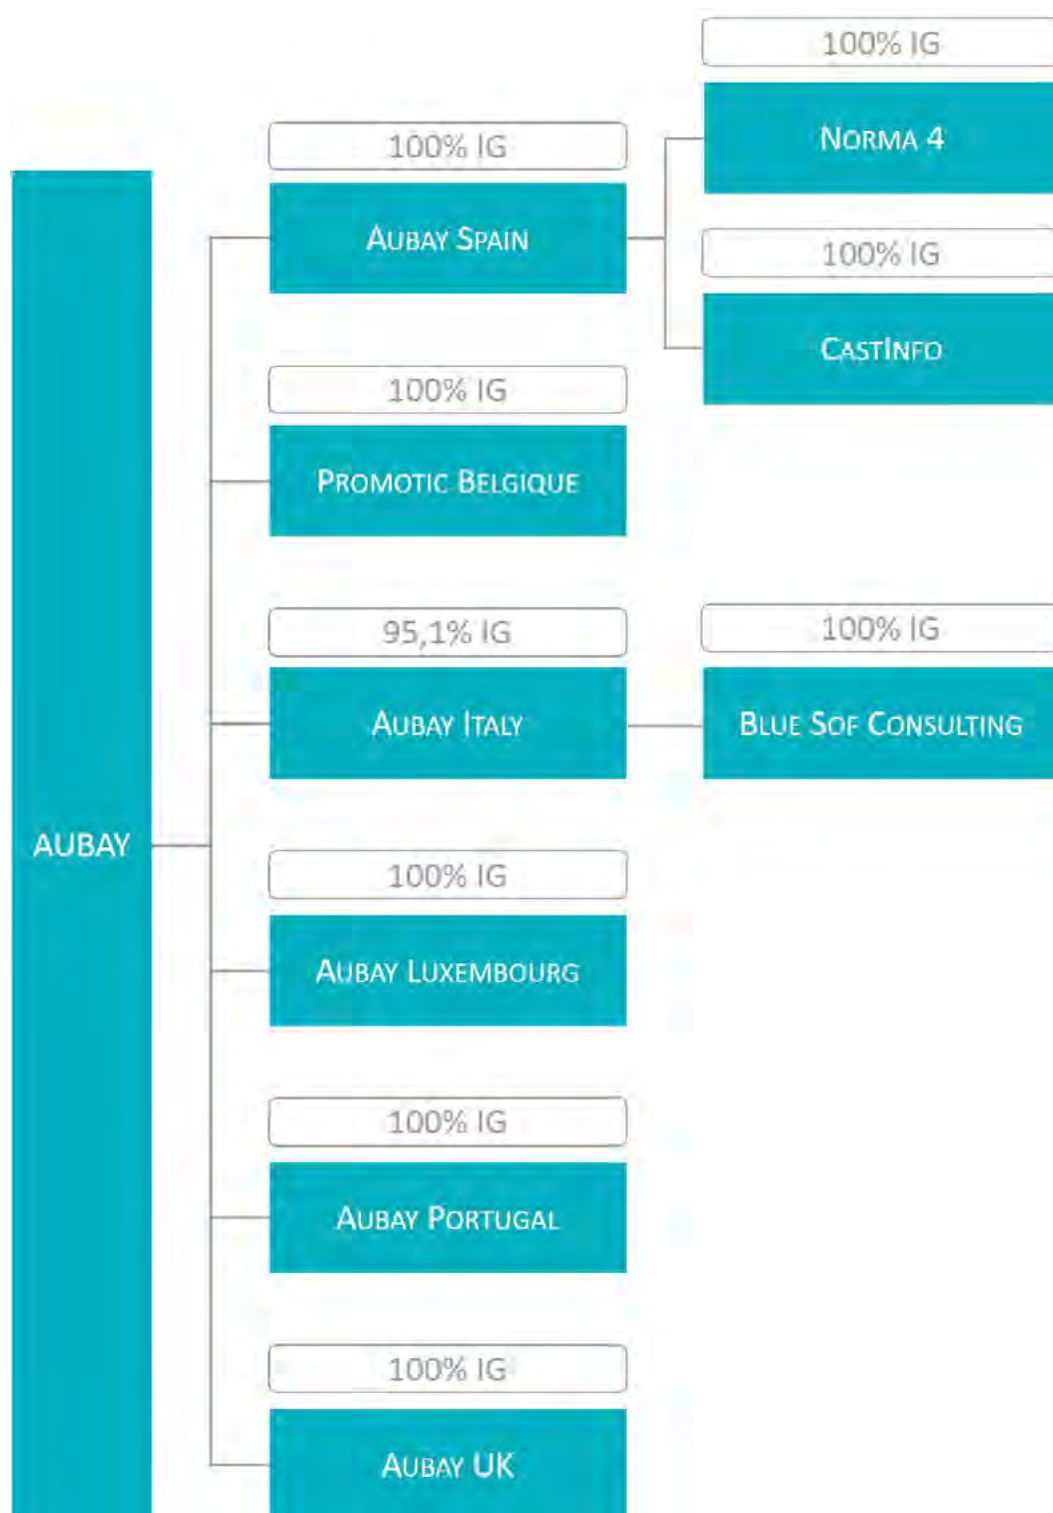 100% IG
NORMA 4
100% IG
AUBAY SPAIN
100% IG
CASTINFO
100% IG
PROMOTIC BELGIQUE
95,1% IG
AUBAY ITALY
100% IG
BLUE SOF CONSULTING
AUBAY
100% IG
AUBAY LUXEMBOURG
100% IG
AUBAY PORTUGAL
100% IG
AUBAY UK